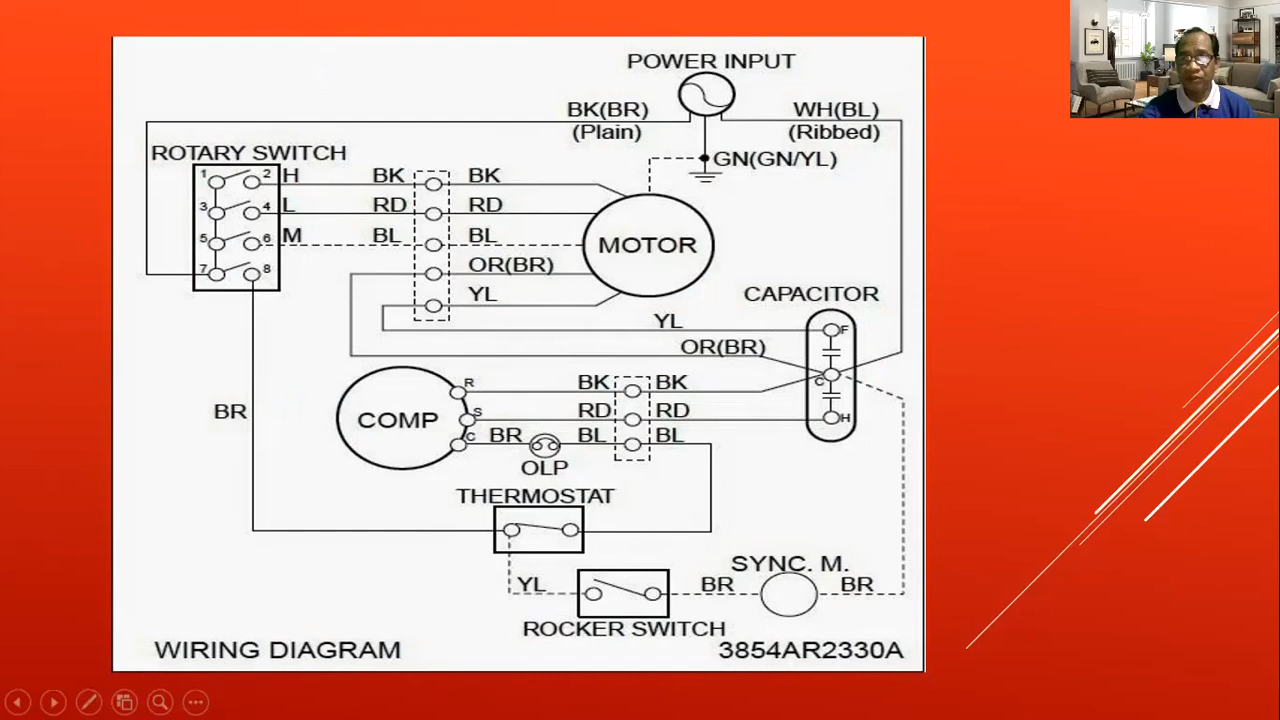 POWER INPUT
BK(BR)
(Plain)
WH(BL)
(Ribbed)
GN(GN/YL)
ROTARY SWITCH
1 2 H BK BK
3 4 L RD RD
5 6 M BL BL
7 8
OR(BR)
YL
MOTOR
CAPACITOR
YL F
OR(BR)
C
H
COMP
R BK BK
S RD RD
C BR BL BL
OLP
BR
THERMOSTAT
YL
ROCKER SWITCH
BR
SYNC. M.
BR
WIRING DIAGRAM
3854AR2330A